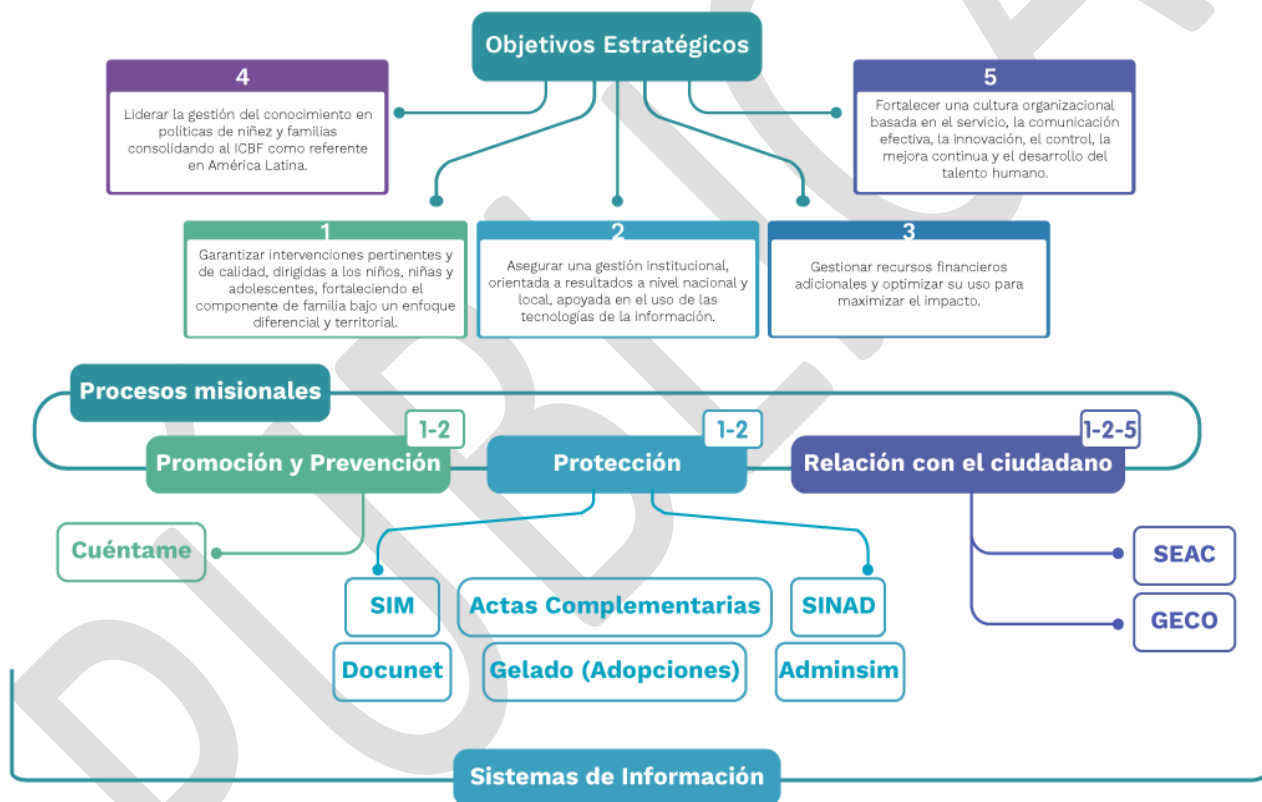 Objetivos Estratégicos
4
Liderar la gestión del conocimiento en
políticas de niñez y familias
consolidando al ICBF como referente
en América Latina.
5
Fortalecer una cultura organizacional
basada en el servicio, la comunicación
efectiva, la innovación, el control, la
mejora continua y el desarrollo del
talento humano.
1
Garantizar intervenciones pertinentes y
de calidad, dirigidas a los niños, niñas y
adolescentes, fortaleciendo el
componente de familia bajo un enfoque
diferencial y territorial.
2
Asegurar una gestión institucional,
orientada a resultados a nivel nacional y
local, apoyada en el uso de las
tecnologías de la información.
3
Gestionar recursos financieros
adicionales y optimizar su uso para
maximizar el impacto.
Procesos misionales
1-2
Promoción y Prevención
1-2
Protección
1-2-5
Relación con el ciudadano
Cuéntame
SIM
Actas Complementarias
SINAD
Docunet
Gelado (Adopciones)
Adminsim
SEAC
GECO
Sistemas de Información